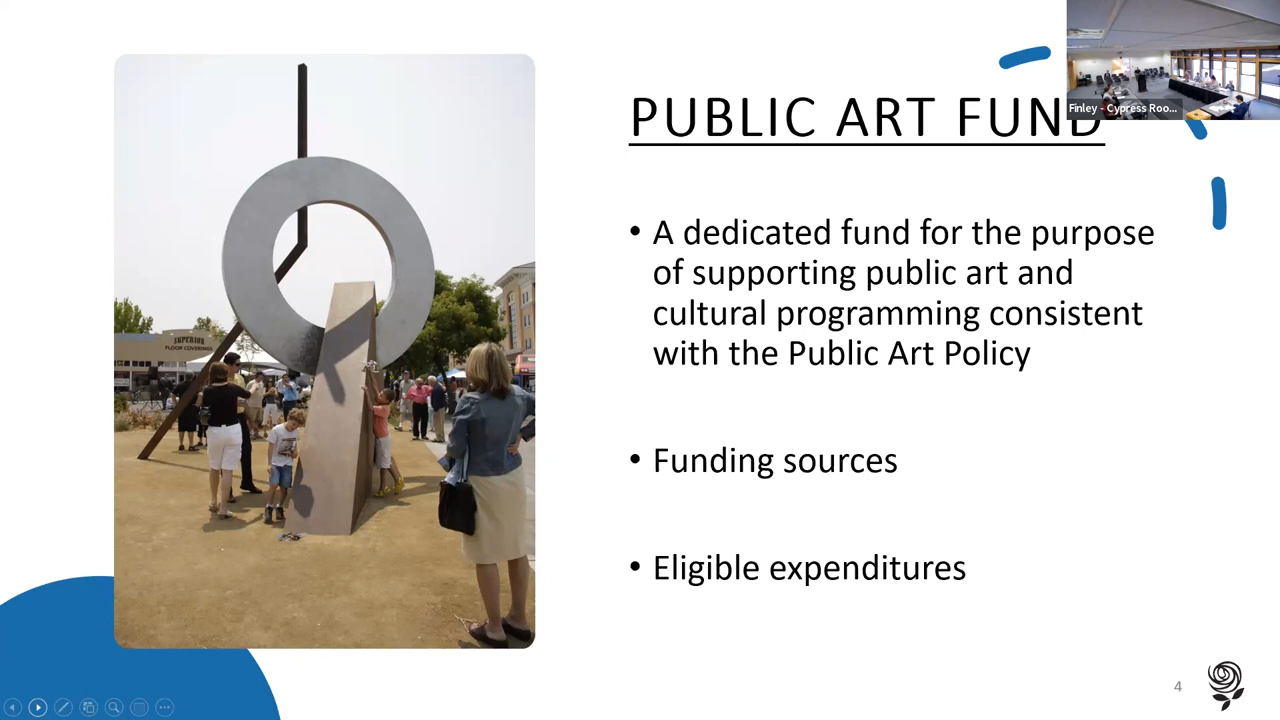 PUBLIC ART FUND
Finley - Cypress Roo...
• A dedicated fund for the purpose
of supporting public art and
cultural programming consistent
with the Public Art Policy
• Funding sources
• Eligible expenditures
IMPERIAL
FLOOR COVERINGS
4